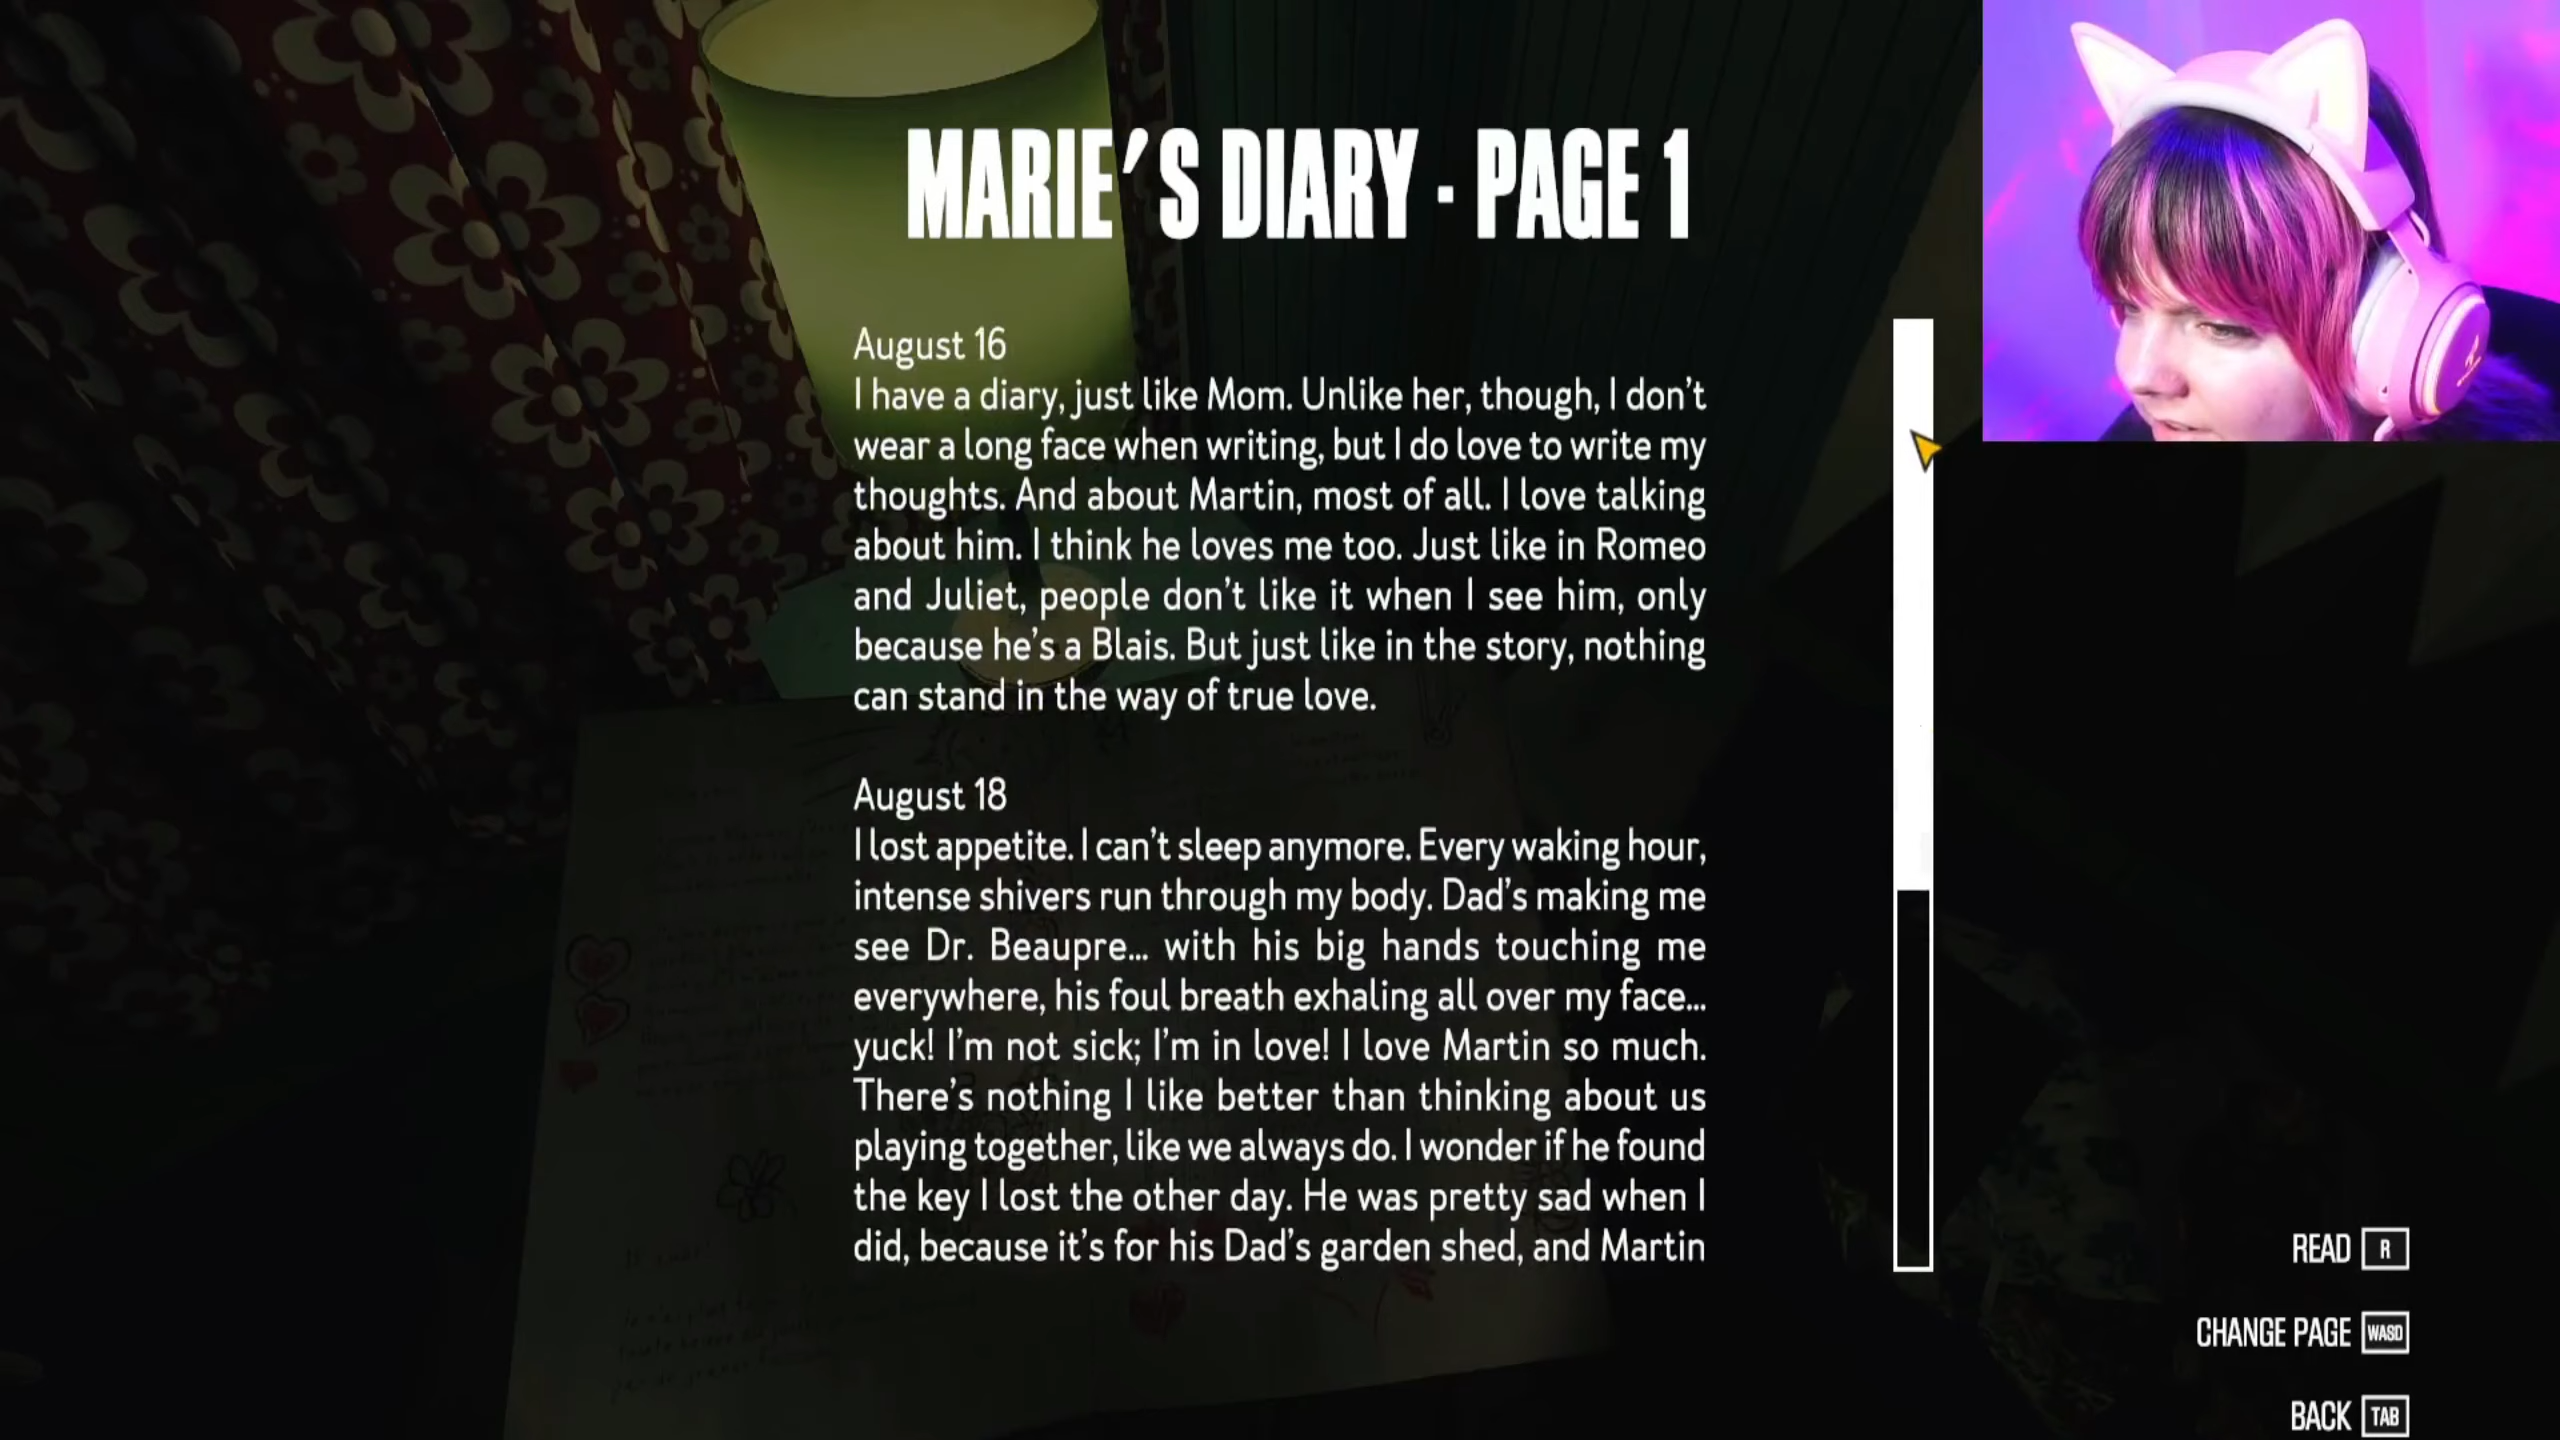 MARIE'S DIARY - PAGE 1
August 16
I have a diary, just like Mom. Unlike her, though, I don't
wear a long face when writing, but I do love to write my
thoughts. And about Martin, most of all. I love talking
about him. I think he loves me too. Just like in Romeo
and Juliet, people don't like it when I see him, only
because he's a Blais. But just like in the story, nothing
can stand in the way of true love.
August 18
I lost appetite. I can't sleep anymore. Every waking hour,
intense shivers run through my body. Dad's making me
see Dr. Beaupre... with his big hands touching me
everywhere, his foul breath exhaling all over my face...
yuck! I'm not sick; I'm in love! I love Martin so much.
There's nothing I like better than thinking about us
playing together, like we always do. I wonder if he found
the key I lost the other day. He was pretty sad when I
did, because it's for his Dad's garden shed, and Martin
READ R
CHANGE PAGE WASD
BACK TAB